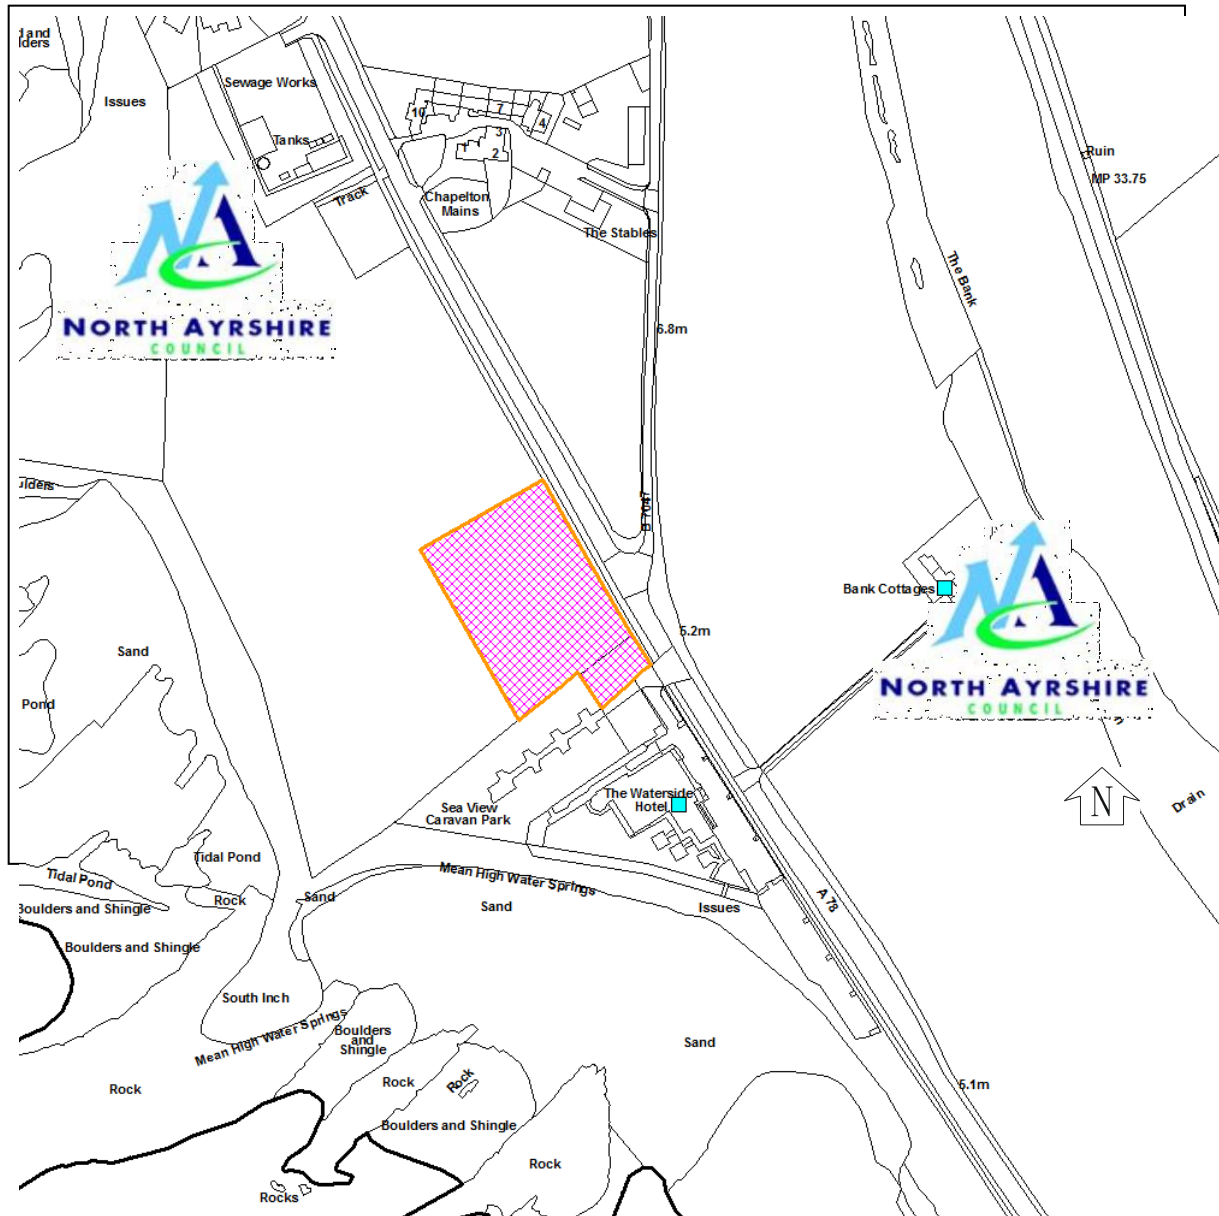 Sewage Works
Issues
Tanks
Track
10
7
4
3
1
2
Chapelton
Mains
The Stables
Ruin
MP 33.75
The Bank
6.8m
NORTH AYRSHIRE
COUNCIL
B 7047
5.2m
Bank Cottages
NORTH AYRSHIRE
COUNCIL
N
Drain
Sand
Pond
The Waterside
Hotel
Sea View
Caravan Park
Tidal Pond
Tidal Pond
Mean High Water Springs
Rock
Sand
Sand
Issues
A 78
Boulders and Shingle
Boulders and Shingle
South Inch
Mean High Water Springs
Boulders
and
Shingle
Sand
Rock
Rock
Rock
5.1m
Boulders and Shingle
Rock
Rocks